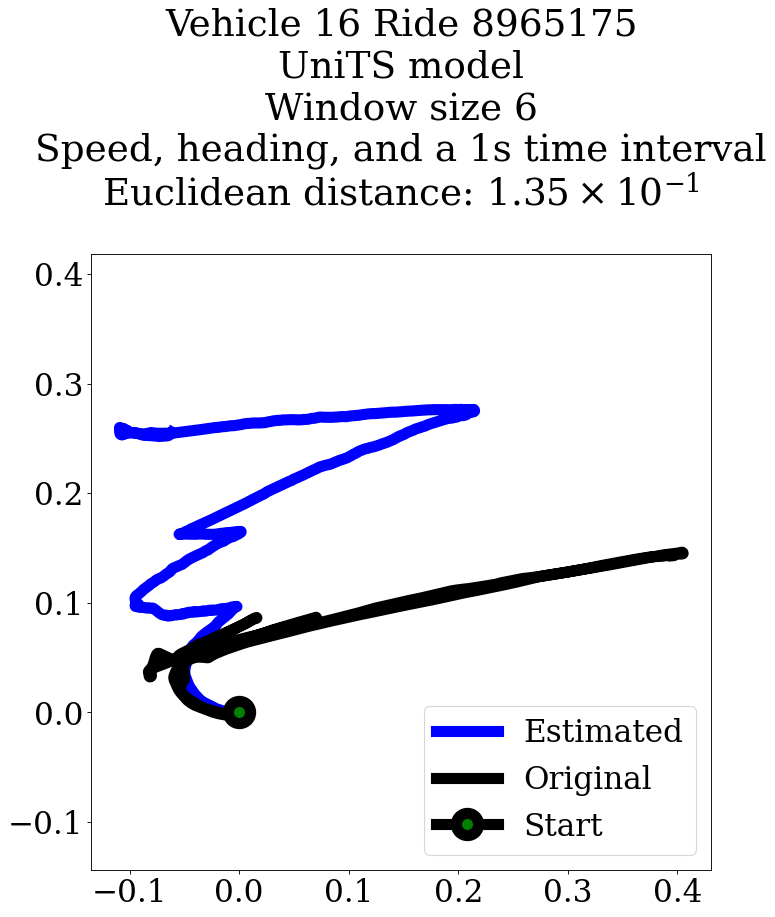 Vehicle 16 Ride 8965175
UniTS model
Window size 6
Speed, heading, and a 1s time interval
Euclidean distance: 1.35 × 10⁻¹
0.4
0.3
0.2
0.1
0.0
−0.1
Estimated
Original
Start
−0.1 0.0 0.1 0.2 0.3 0.4